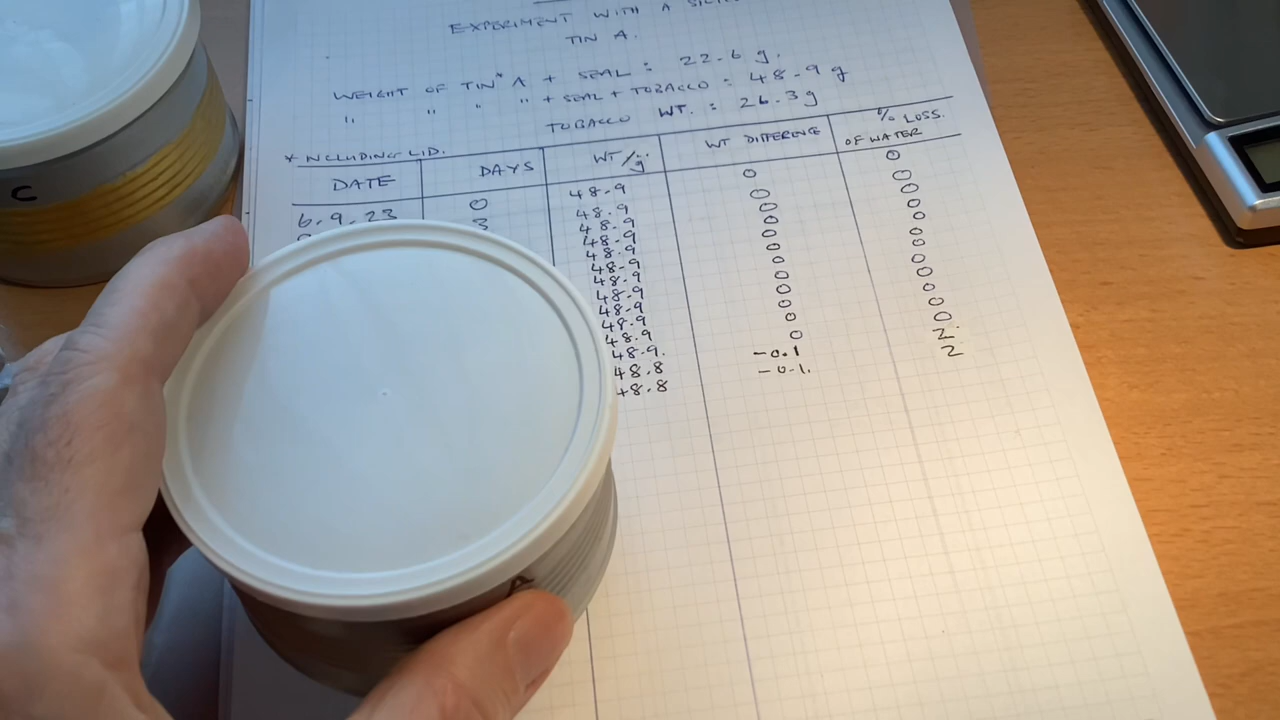 EXPERIMENT WITH A
TIN A.
WEIGHT OF TIN* A + SEAL : 22.6 g.
" " " + SEAL + TOBACCO : 48.9 g
TOBACCO WT. : 26.3g
* INCLUDING LID.
DATE DAYS WT/g. WT DIFFERENCE % LOSS. OF WATER
6.9.23 0 48.9 0 0
3 48.9 0 0
48.9 0 0
48.9 0 0
48.9 0 0
48.9 0 0
48.9 0 0
48.9 0 0
48.9 0 0
48.9 0 0
48.9 0 0
48.9. 0 0
48.8 -0.1 2
48.8 -0.1. 2
C
A